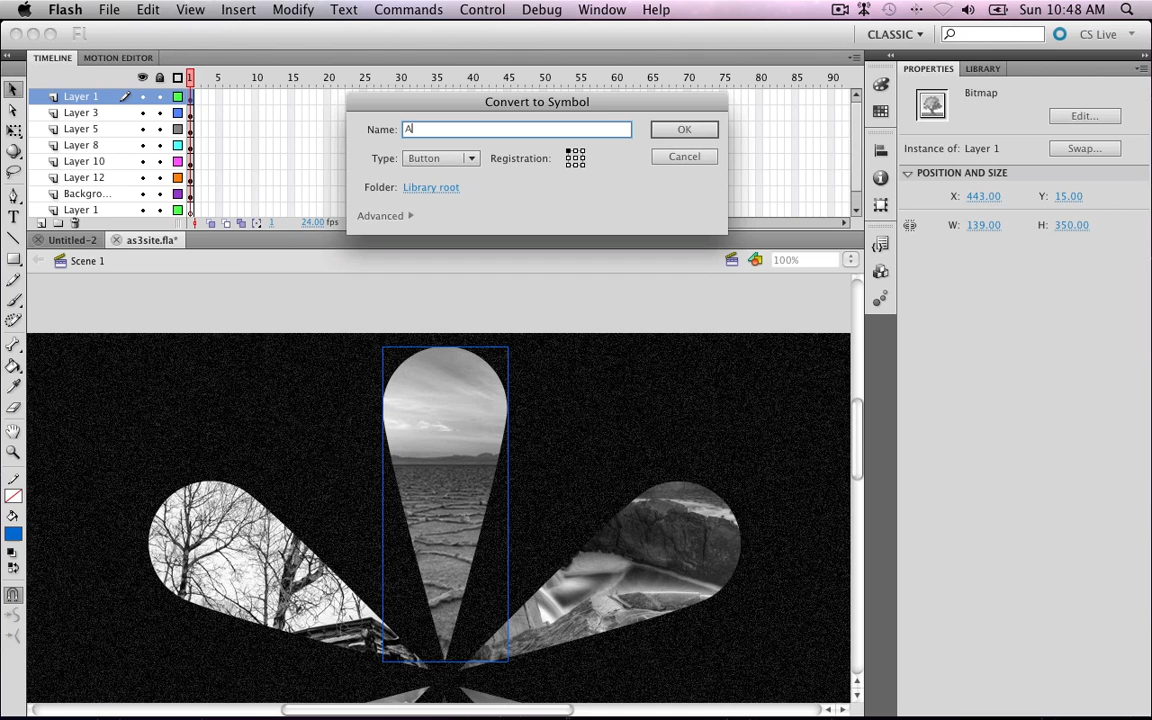 Flash File Edit View Insert Modify Text Commands Control Debug Window Help Sun 10:48 AM
Fl CLASSIC CS Live
TIMELINE MOTION EDITOR
1 5 10 15 20 25 30 35 40 45 50 55 60 65 70 75 80 85 90
Layer 1
Layer 3
Layer 5
Layer 8
Layer 10
Layer 12
Backgro...
Layer 1
1 24.00 fps
Convert to Symbol
Name: A OK
Type: Button Registration: Cancel
Folder: Library root
Advanced
Untitled-2 as3site.fla*
Scene 1 100%
PROPERTIES LIBRARY
Bitmap
Edit...
Instance of: Layer 1 Swap...
POSITION AND SIZE
X: 443.00 Y: 15.00
W: 139.00 H: 350.00